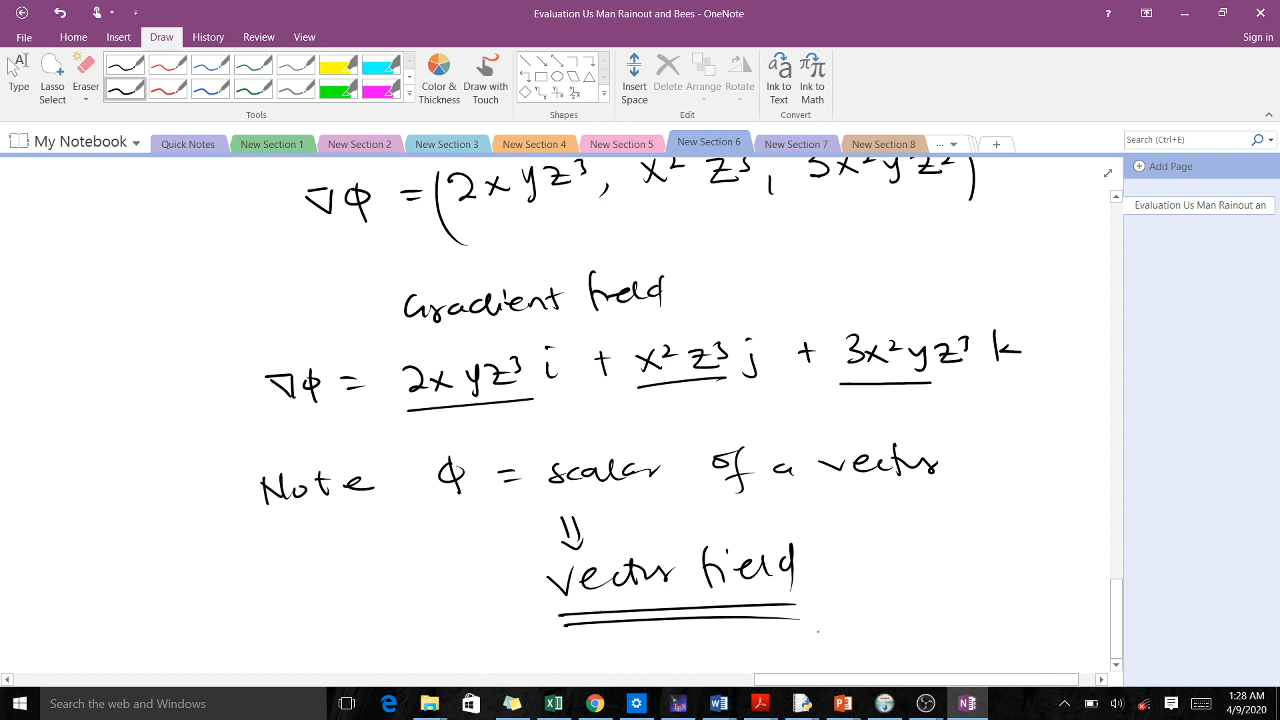 Evaluation Us Man Rainout and Bees - OneNote
File Home Insert Draw History Review View
Sign in
Type
Lasso Select
Eraser
Color & Thickness
Draw with Touch
Insert Space
Delete
Arrange
Rotate
Ink to Text
Ink to Math
Tools
Shapes
Edit
Convert
My Notebook
Quick Notes
New Section 1
New Section 2
New Section 3
New Section 4
New Section 5
New Section 6
New Section 7
New Section 8
...
Search (Ctrl+E)
Add Page
Evaluation Us Man Rainout an
∇ϕ = (2xyz³, x² z³, 3x²yz²)
Gradient field
∇ϕ = 2xyz³ i + x²z³ j + 3x²yz³ k
Note ϕ = scalar of a vector
⇓
vector field
Search the web and Windows
1:28 AM
4/9/2020